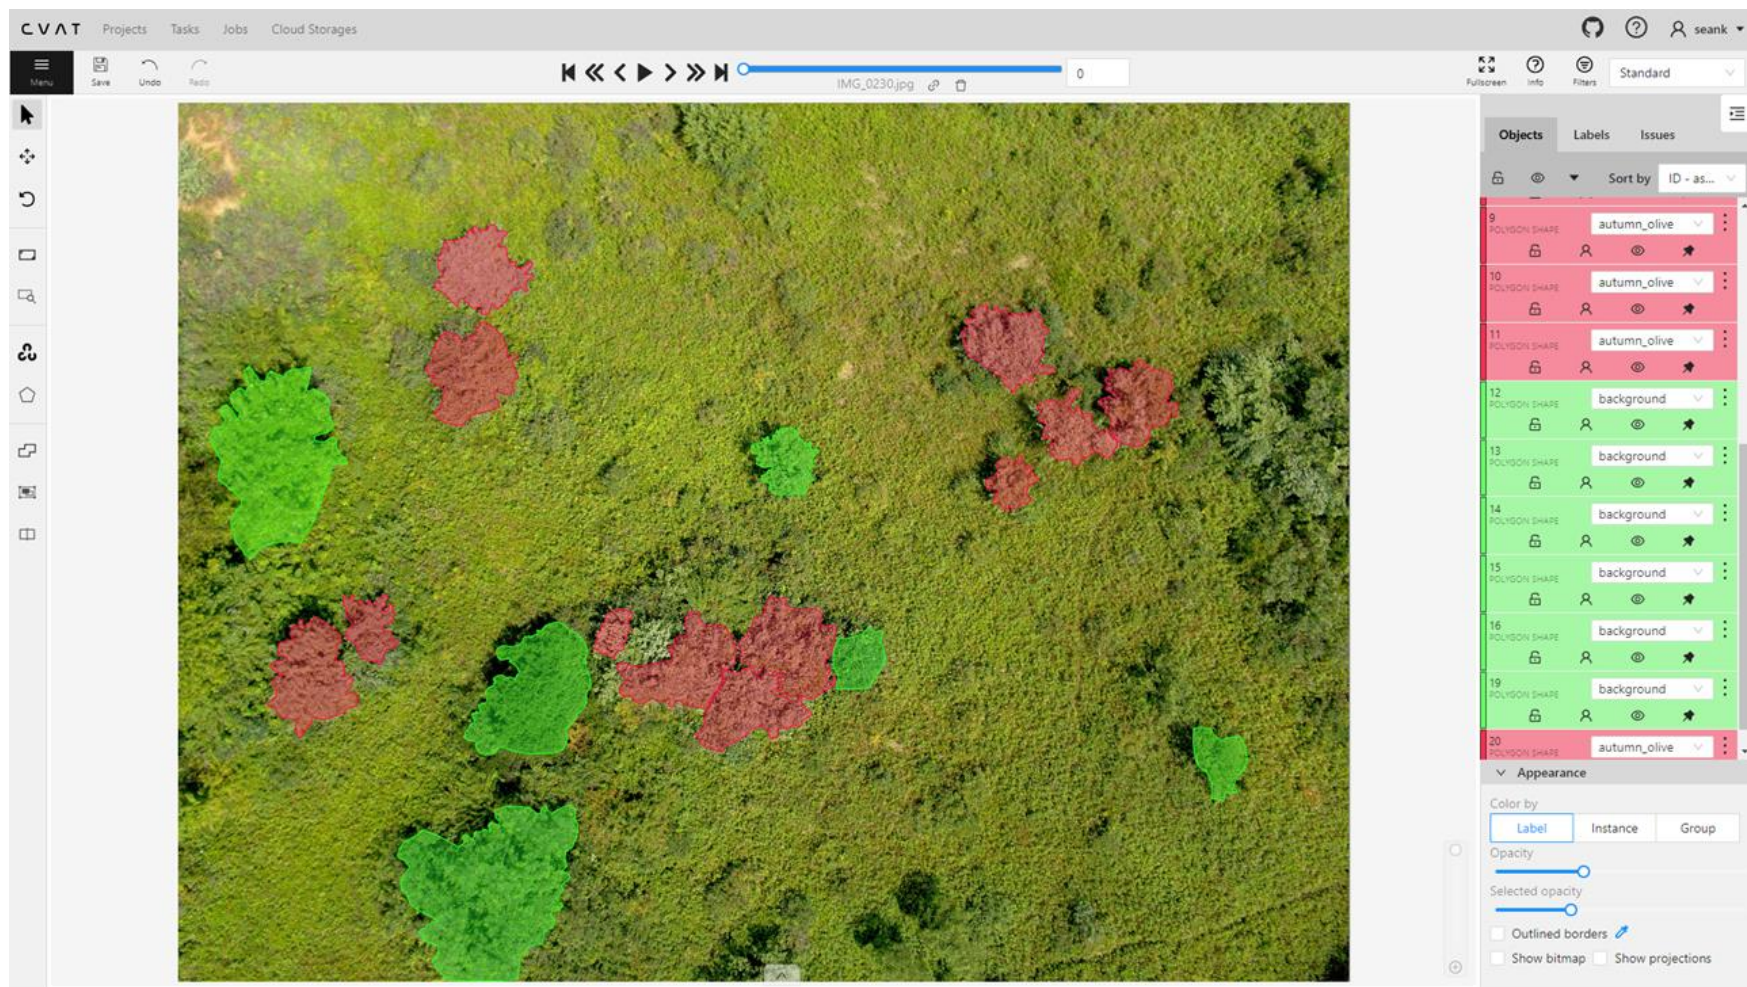 CVAT Projects Tasks Jobs Cloud Storages seank
Menu Save Undo Redo IMG_0230.jpg 0 Fullscreen Info Filters Standard
Objects Labels Issues
Sort by ID - as...
9 autumn_olive
POLYGON SHAPE
10 autumn_olive
POLYGON SHAPE
11 autumn_olive
POLYGON SHAPE
12 background
POLYGON SHAPE
13 background
POLYGON SHAPE
14 background
POLYGON SHAPE
15 background
POLYGON SHAPE
16 background
POLYGON SHAPE
19 background
POLYGON SHAPE
20 autumn_olive
POLYGON SHAPE
Appearance
Color by
Label Instance Group
Opacity
Selected opacity
Outlined borders
Show bitmap Show projections